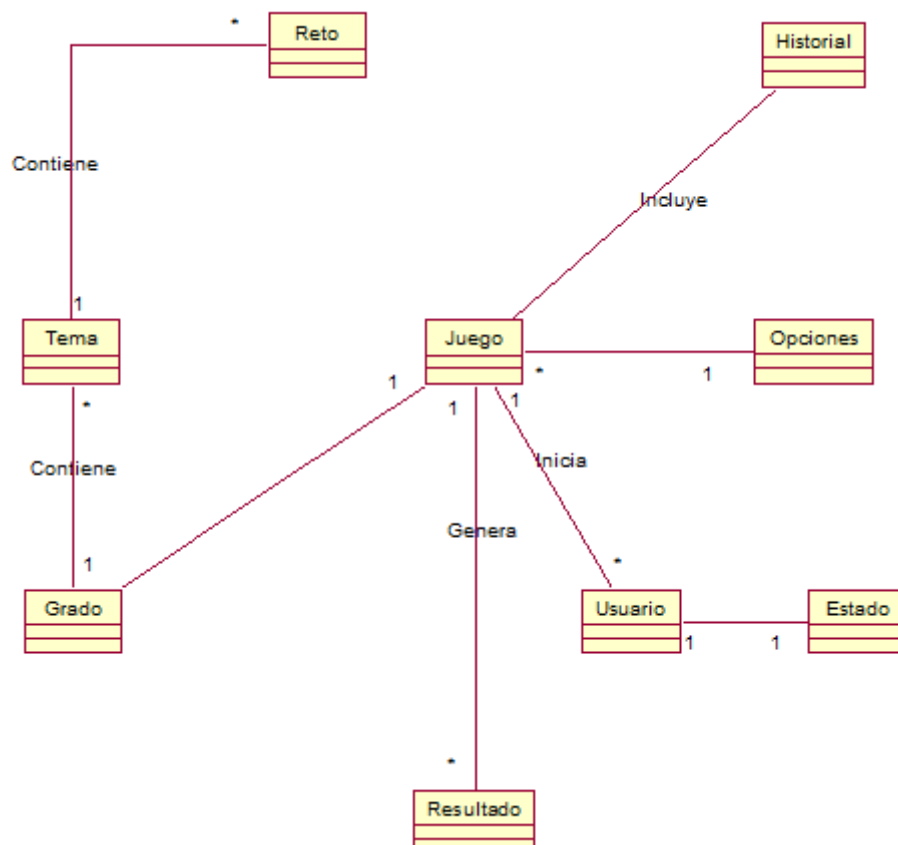 *
Reto
Historial
Contiene
Incluye
1
Tema
Juego
Opciones
*
1
*
1
1
1
Contiene
Inicia
Genera
1
*
Grado
Usuario
Estado
1
1
*
Resultado